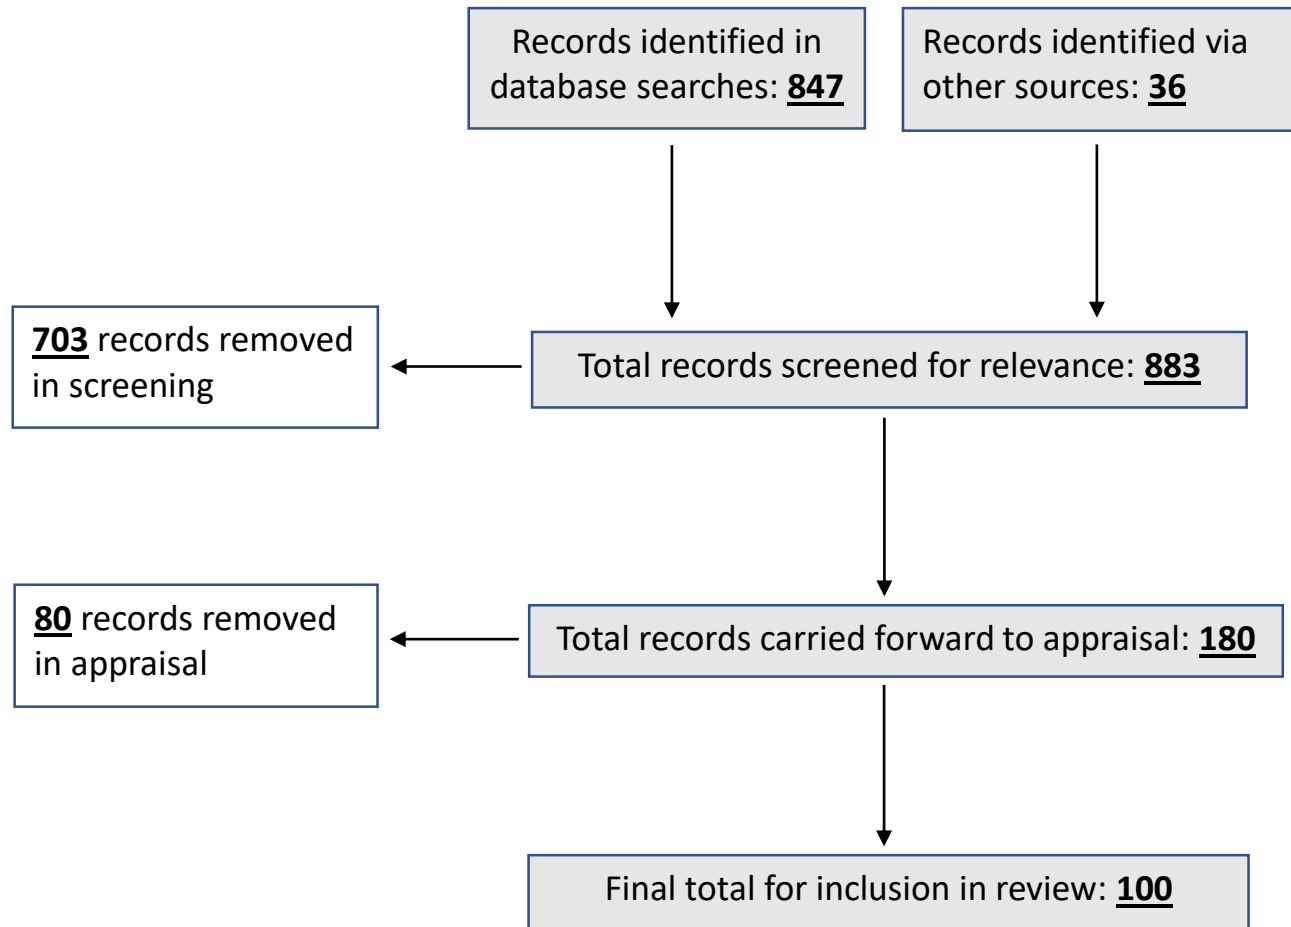 Records identified in
database searches: 847
Records identified via
other sources: 36
703 records removed
in screening
Total records screened for relevance: 883
80 records removed
in appraisal
Total records carried forward to appraisal: 180
Final total for inclusion in review: 100